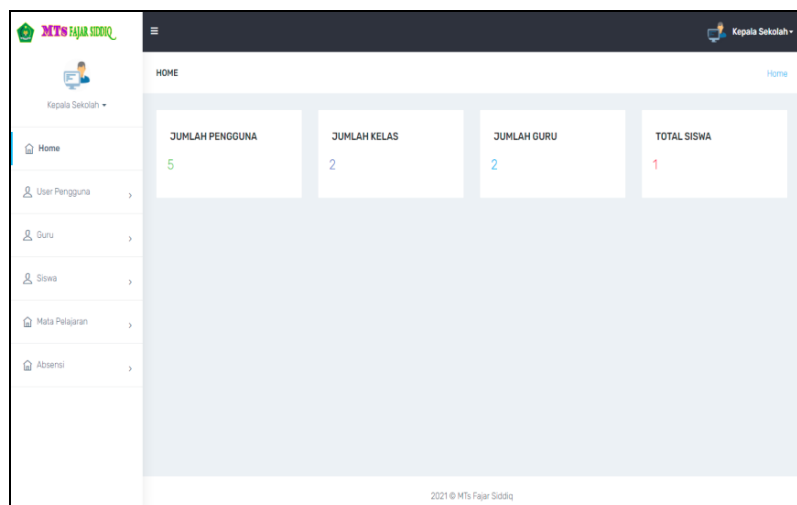 MTs FAJAR SIDDIQ
Kepala Sekolah
Kepala Sekolah
HOME
Home
Home
User Pengguna
Guru
Siswa
Mata Pelajaran
Absensi
JUMLAH PENGGUNA
5
JUMLAH KELAS
2
JUMLAH GURU
2
TOTAL SISWA
1
2021 © MTs Fajar Siddiq